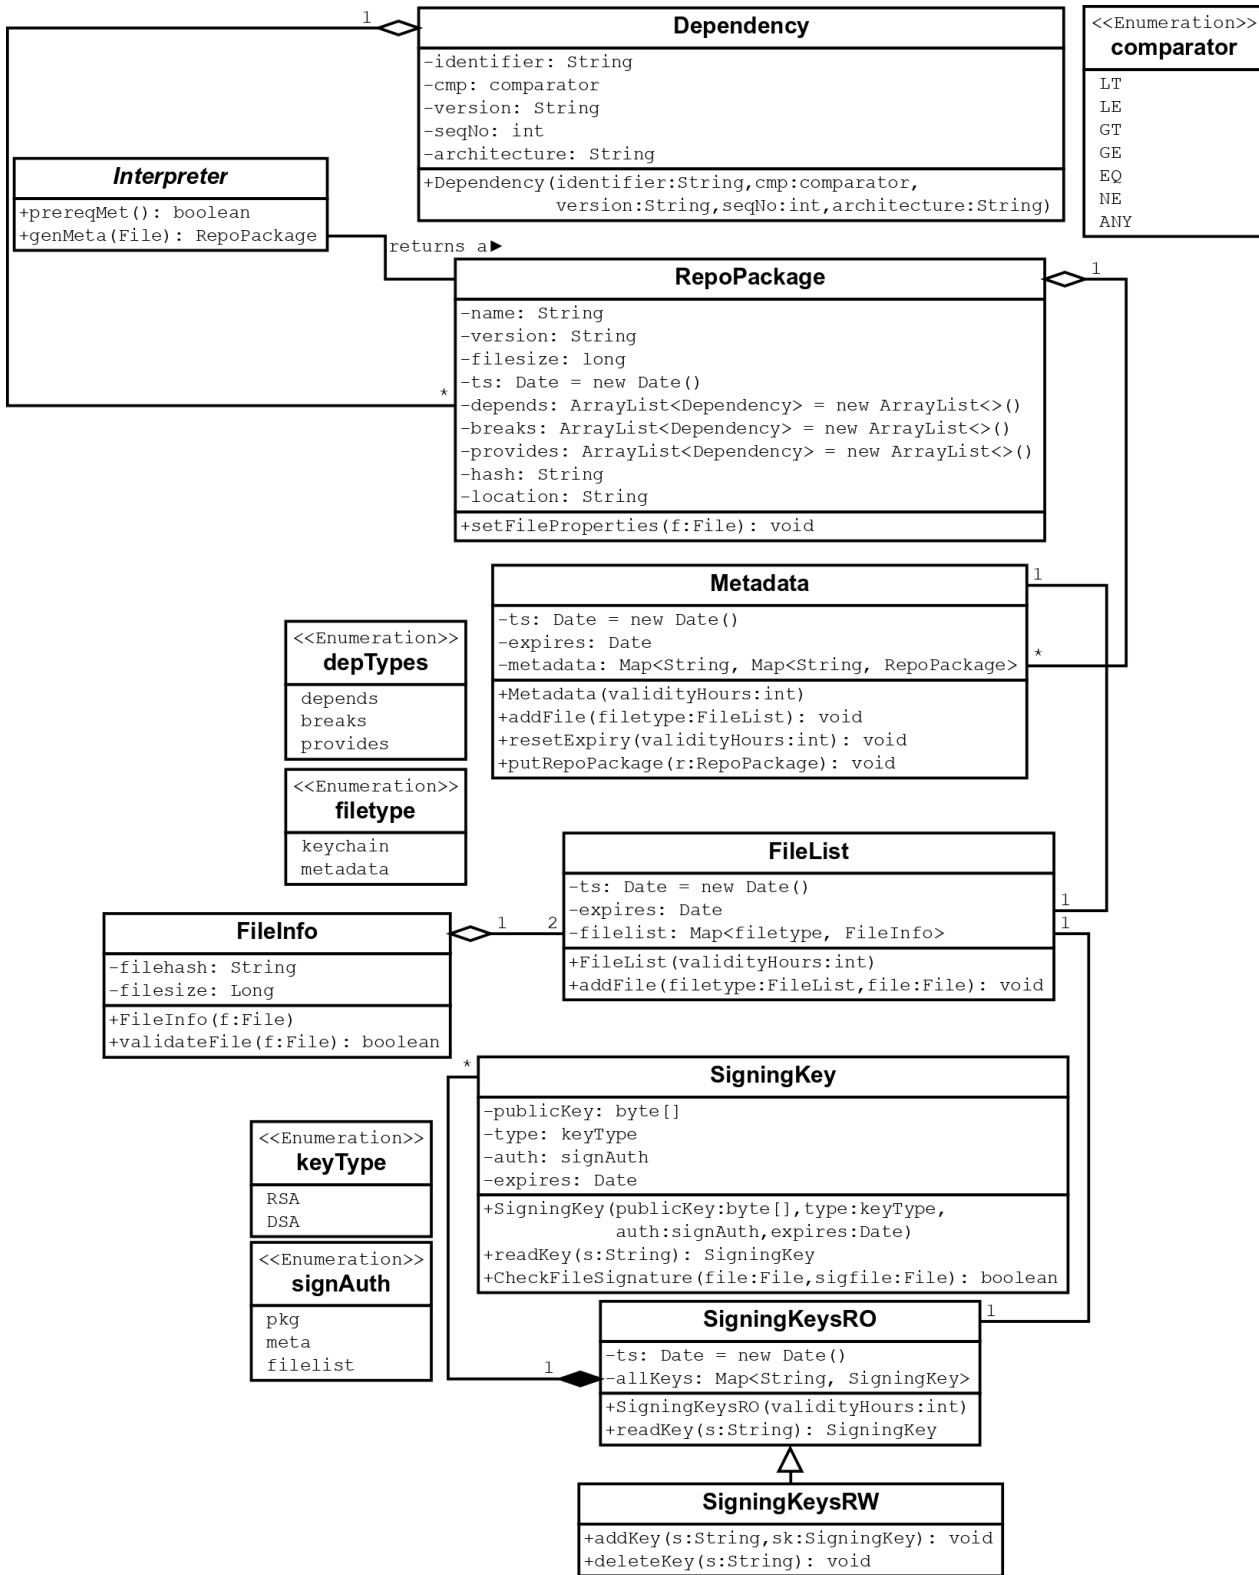 1
Dependency
-identifier: String
-cmp: comparator
-version: String
-seqNo: int
-architecture: String
+Dependency(identifier:String,cmp:comparator,
version:String,seqNo:int,architecture:String)
<<Enumeration>>
comparator
LT
LE
GT
GE
EQ
NE
ANY
Interpreter
+prereqMet(): boolean
+genMeta(File): RepoPackage
returns a►
RepoPackage
1
-name: String
-version: String
-filesize: long
-ts: Date = new Date()
*
-depends: ArrayList<Dependency> = new ArrayList<>()
-breaks: ArrayList<Dependency> = new ArrayList<>()
-provides: ArrayList<Dependency> = new ArrayList<>()
-hash: String
-location: String
+setFileProperties(f:File): void
Metadata
1
-ts: Date = new Date()
-expires: Date
-metadata: Map<String, Map<String, RepoPackage>
*
+Metadata(validityHours:int)
+addFile(filetype:FileList): void
+resetExpiry(validityHours:int): void
+putRepoPackage(r:RepoPackage): void
<<Enumeration>>
depTypes
depends
breaks
provides
<<Enumeration>>
filetype
keychain
metadata
FileList
-ts: Date = new Date()
-expires: Date
1
-filelist: Map<filetype, FileInfo>
1
+FileList(validityHours:int)
+addFile(filetype:FileList,file:File): void
FileInfo
1
2
-filehash: String
-filesize: Long
+FileInfo(f:File)
+validateFile(f:File): boolean
*
SigningKey
-publicKey: byte[]
-type: keyType
-auth: signAuth
-expires: Date
+SigningKey(publicKey:byte[],type:keyType,
auth:signAuth,expires:Date)
+readKey(s:String): SigningKey
+CheckFileSignature(file:File,sigfile:File): boolean
<<Enumeration>>
keyType
RSA
DSA
<<Enumeration>>
signAuth
pkg
meta
filelist
SigningKeysRO
1
-ts: Date = new Date()
1
-allKeys: Map<String, SigningKey>
+SigningKeysRO(validityHours:int)
+readKey(s:String): SigningKey
SigningKeysRW
+addKey(s:String,sk:SigningKey): void
+deleteKey(s:String): void